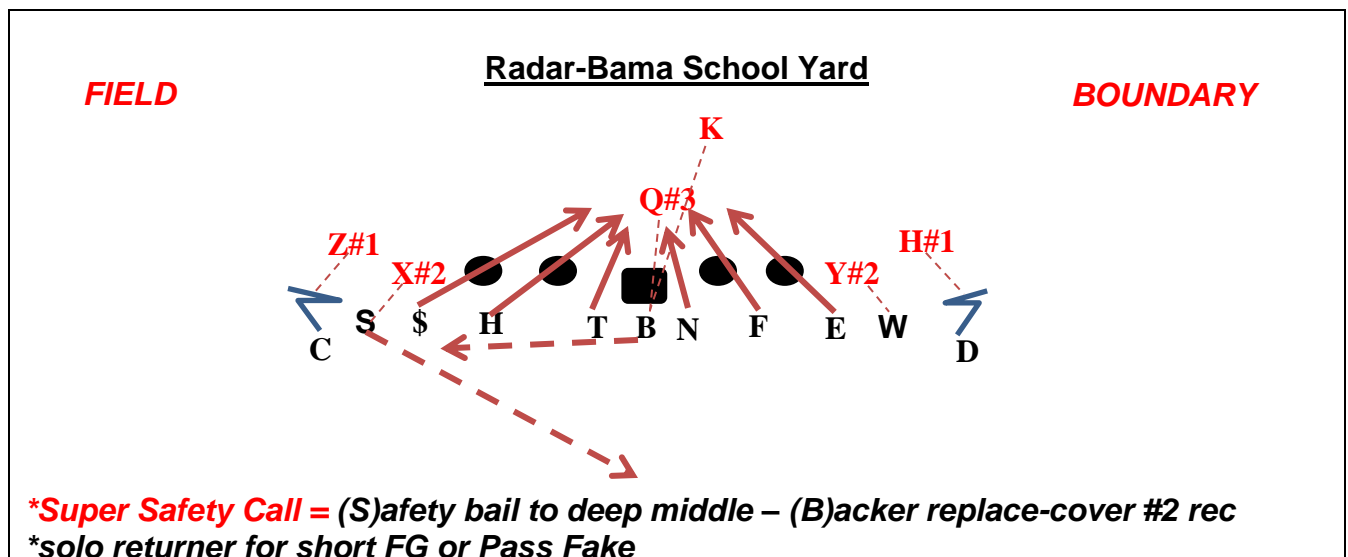 Radar-Bama School Yard
FIELD
BOUNDARY
K
Q#3
Z#1
H#1
X#2
Y#2
C S $ H T B N F E W D
*Super Safety Call = (S)afety bail to deep middle – (B)acker replace-cover #2 rec
*solo returner for short FG or Pass Fake